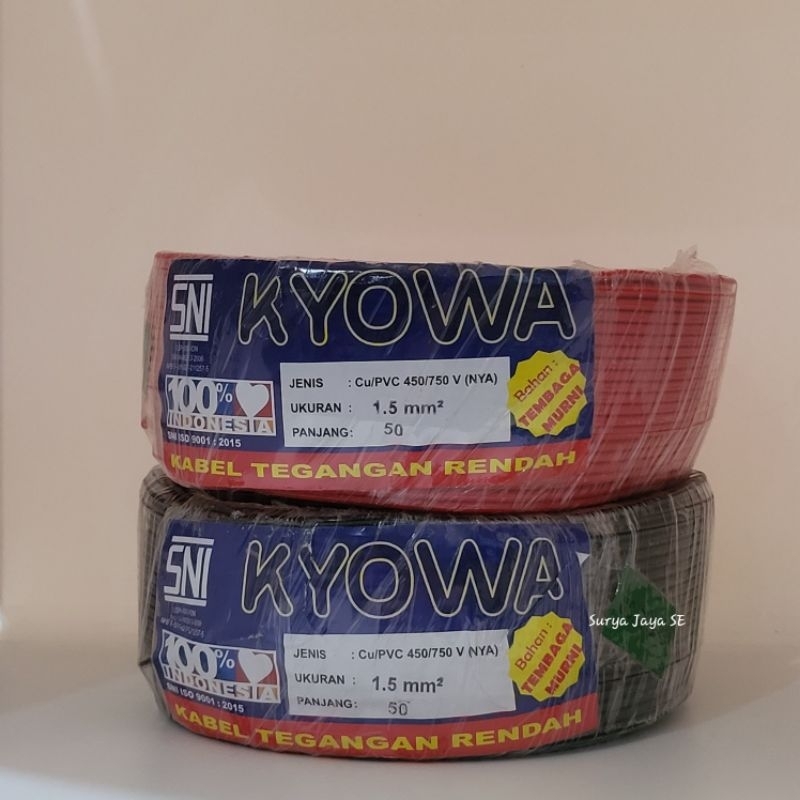 SNI
KYOWA
100%
INDONESIA
SNI ISO 9001 : 2015
JENIS : Cu/PVC 450/750 V (NYA)
UKURAN : 1.5 mm²
PANJANG: 50
Bahan :
TEMBAGA
MURNI
KABEL TEGANGAN RENDAH
SNI
KYOWA
100%
INDONESIA
SNI ISO 9001 : 2015
JENIS : Cu/PVC 450/750 V (NYA)
UKURAN : 1.5 mm²
PANJANG: 50
Bahan :
TEMBAGA
MURNI
KABEL TEGANGAN RENDAH
Surya Jaya SE